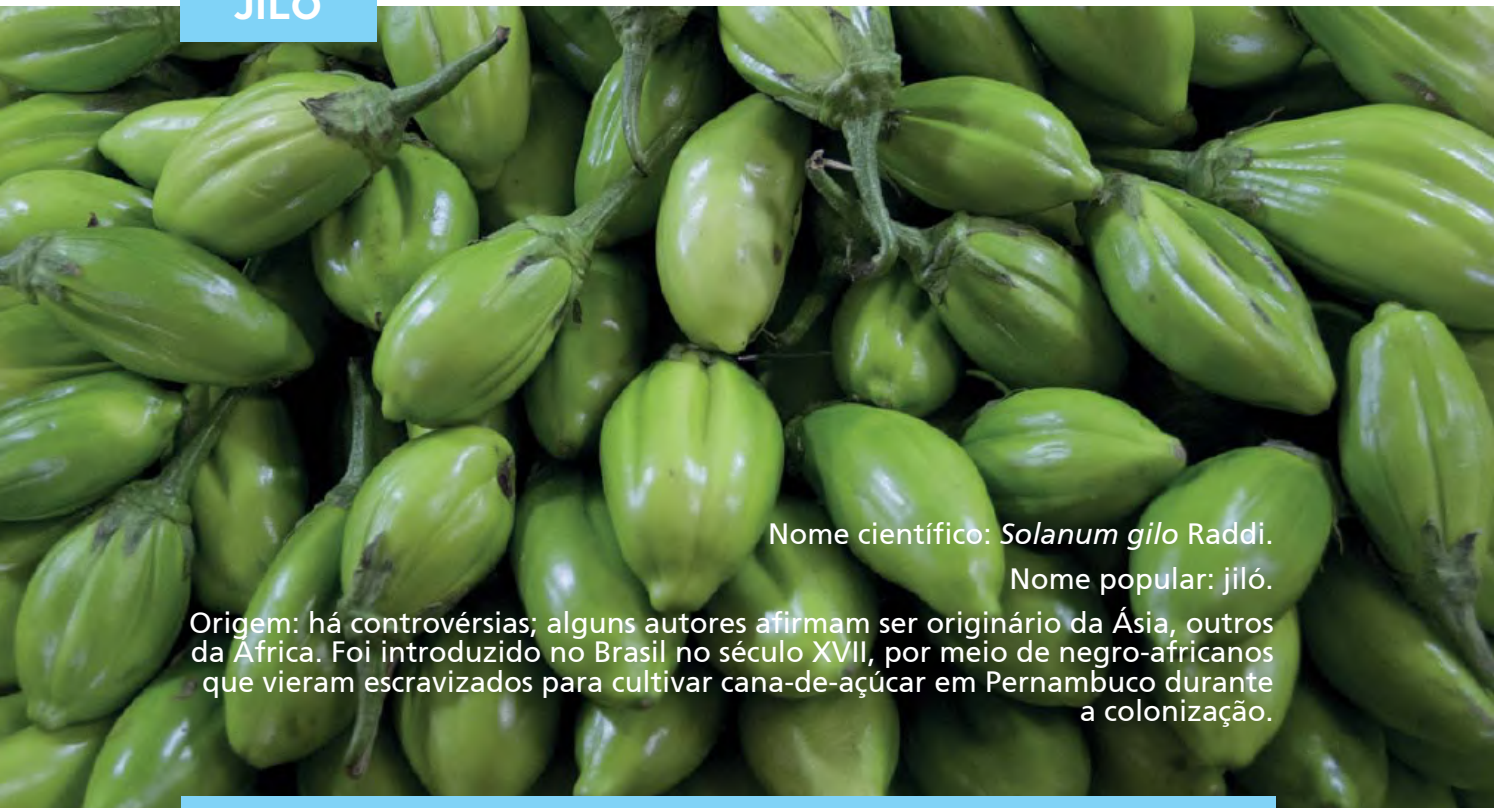 JILÓ
Nome científico: Solanum gilo Raddi.
Nome popular: jiló.
Origem: há controvérsias; alguns autores afirmam ser originário da Ásia, outros
da África. Foi introduzido no Brasil no século XVII, por meio de negro-africanos
que vieram escravizados para cultivar cana-de-açúcar em Pernambuco durante
a colonização.